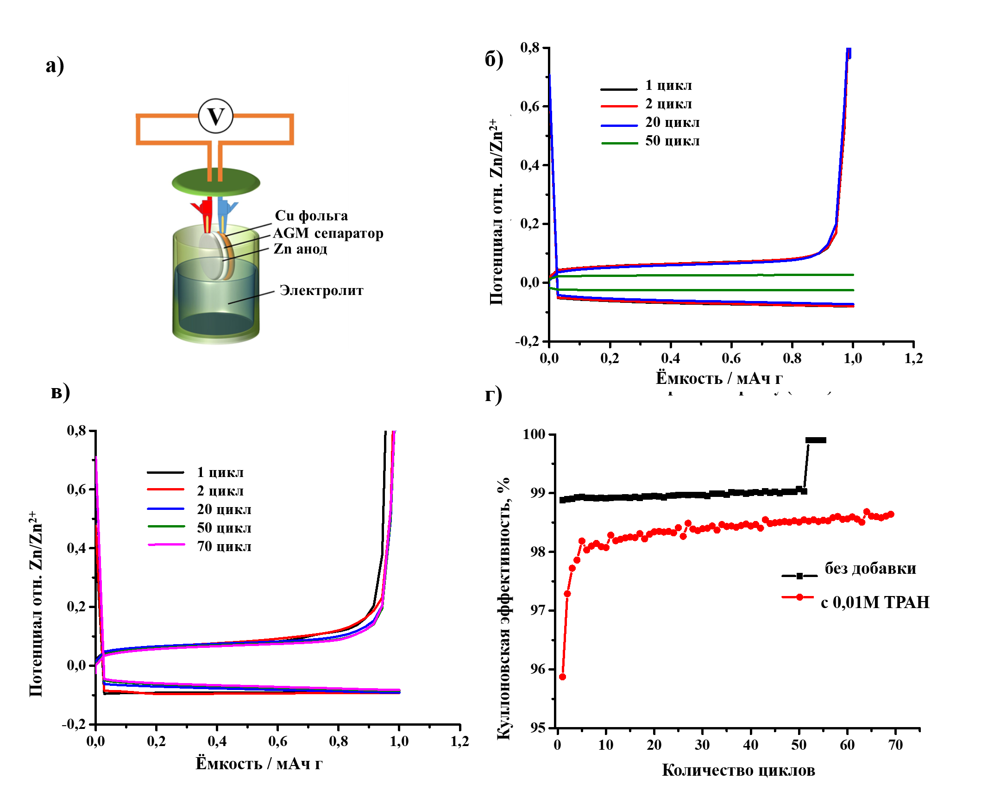 а)
V
Cu фольга
AGM сепаратор
Zn анод
Электролит
б)
Потенциал отн. Zn/Zn²⁺
0,8
0,6
0,4
0,2
0,0
-0,2
1 цикл
2 цикл
20 цикл
50 цикл
0,0 0,2 0,4 0,6 0,8 1,0 1,2
Ёмкость / мАч г
в)
Потенциал отн. Zn/Zn²⁺
0,8
0,6
0,4
0,2
0,0
-0,2
1 цикл
2 цикл
20 цикл
50 цикл
70 цикл
0,0 0,2 0,4 0,6 0,8 1,0 1,2
Ёмкость / мАч г
г)
Куллоновская эффективность, %
100
99
98
97
96
95
без добавки
с 0,01М ТРАН
0 10 20 30 40 50 60 70
Количество циклов